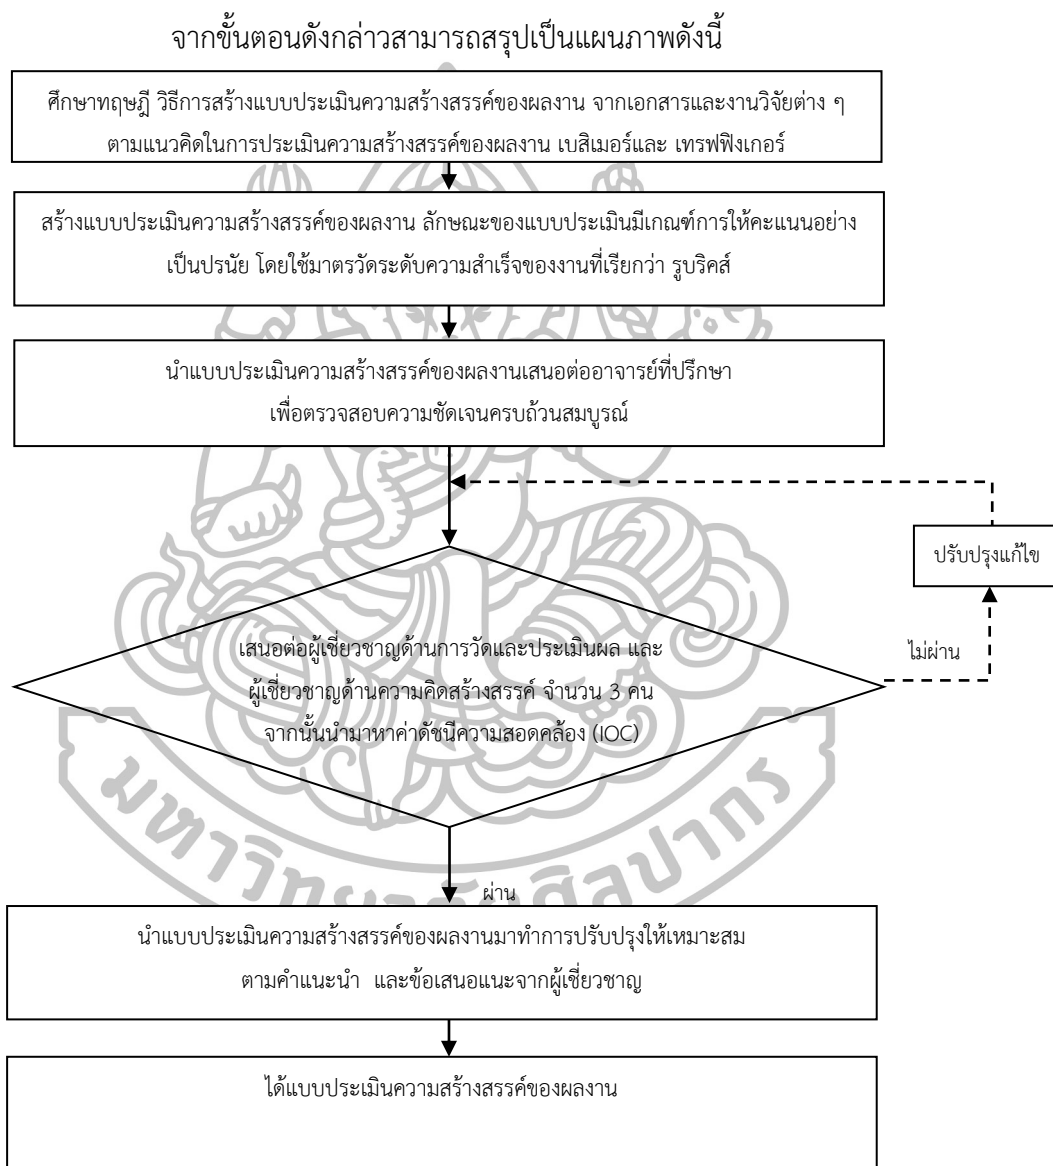 จากขั้นตอนดังกล่าวสามารถสรุปเป็นแผนภาพดังนี้
ศึกษาทฤษฎี วิธีการสร้างแบบประเมินความสร้างสรรค์ของผลงาน จากเอกสารและงานวิจัยต่าง ๆ
ตามแนวคิดในการประเมินความสร้างสรรค์ของผลงาน เบสิเมอร์และ เทรฟฟิงเกอร์
สร้างแบบประเมินความสร้างสรรค์ของผลงาน ลักษณะของแบบประเมินมีเกณฑ์การให้คะแนนอย่าง
เป็นปรนัย โดยใช้มาตรวัดระดับความสำเร็จของงานที่เรียกว่า รูบริคส์
นำแบบประเมินความสร้างสรรค์ของผลงานเสนอต่ออาจารย์ที่ปรึกษา
เพื่อตรวจสอบความชัดเจนครบถ้วนสมบูรณ์
ปรับปรุงแก้ไข
ไม่ผ่าน
เสนอต่อผู้เชี่ยวชาญด้านการวัดและประเมินผล และ
ผู้เชี่ยวชาญด้านความคิดสร้างสรรค์ จำนวน 3 คน
จากนั้นนำมาหาค่าดัชนีความสอดคล้อง (IOC)
มหาวิทยาลัยศิลปากร
ผ่าน
นำแบบประเมินความสร้างสรรค์ของผลงานมาทำการปรับปรุงให้เหมาะสม
ตามคำแนะนำ และข้อเสนอแนะจากผู้เชี่ยวชาญ
ได้แบบประเมินความสร้างสรรค์ของผลงาน